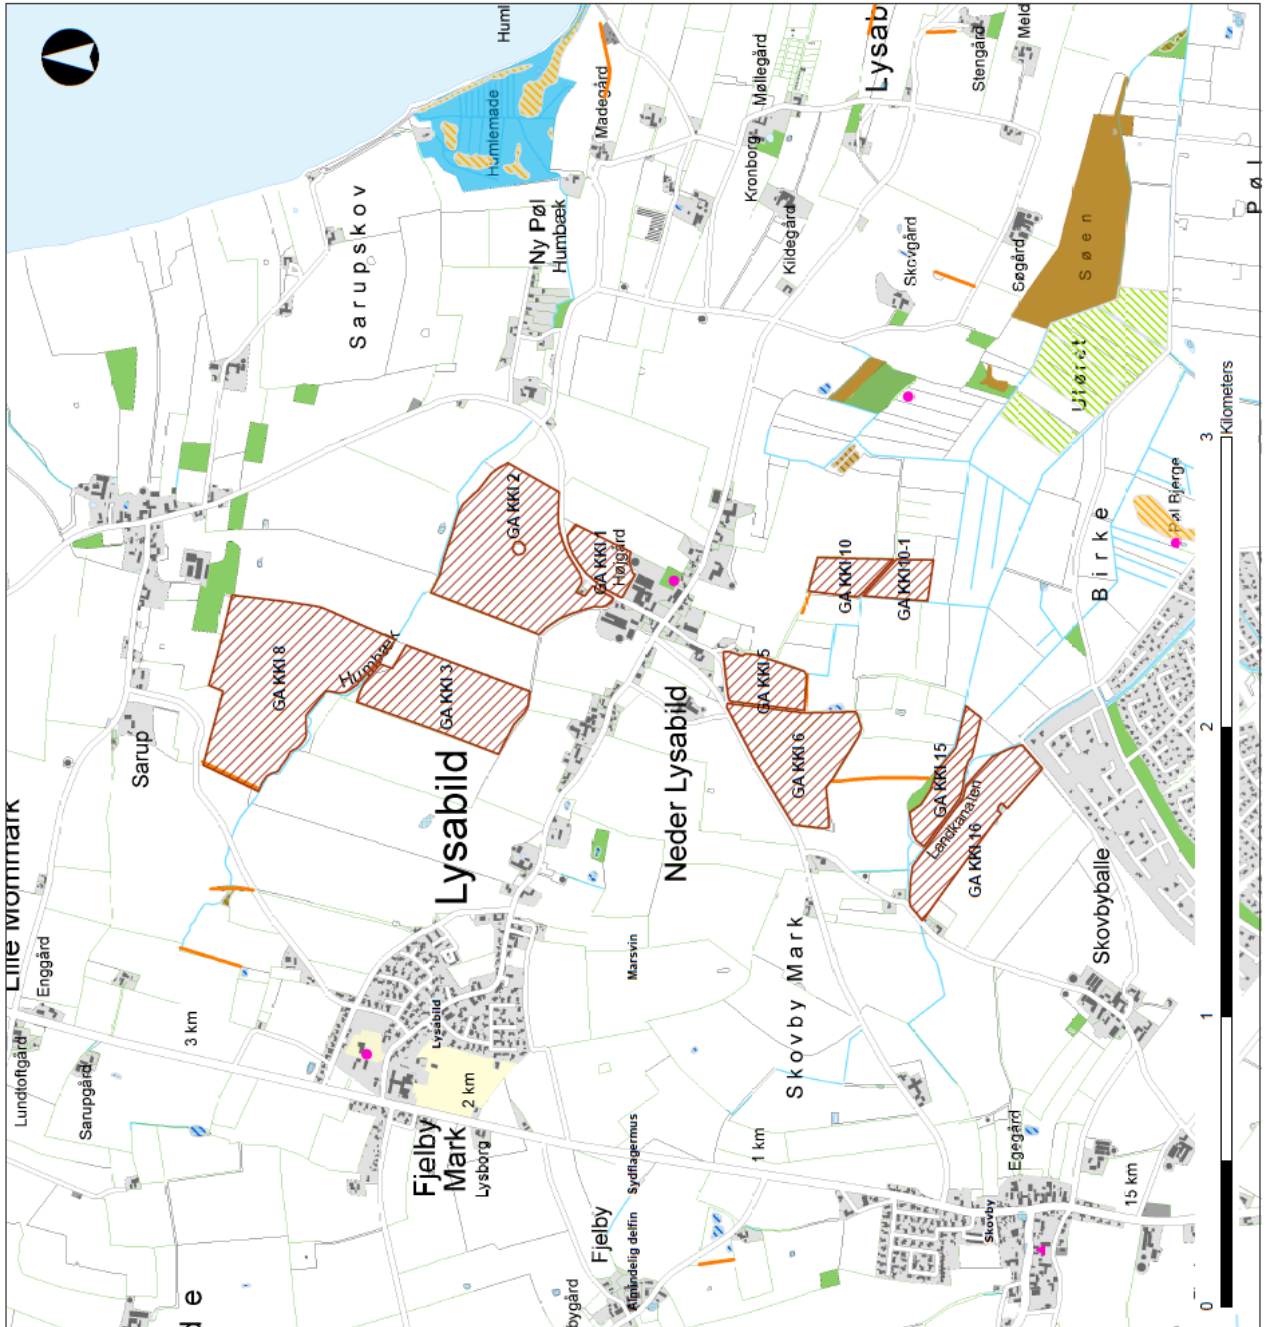 Huml
Humlemade
Madegård
Møllegård
Lysab
Stengård
Meld
Sarupskov
Ny Pøl
Humbæk
Kronborg
Kildegård
Skovgård
Søgård
Søen
Pøl
Uføret
Kilometers
3
GA KKI 2
GA KKI 1
Højgård
GA KKI 10
GA KKI 10-1
Birke
Pøl Bjerge
GA KKI 8
Humbæk
GA KKI 3
GA KKI 5
GA KKI 6
GA KKI 15
Landkanalen
GA KKI 16
2
Sarup
Lysabild
Neder Lysabild
Skovbyballe
Lille Mommark
Enggård
3 km
Lysabild
Marsvin
Skovby Mark
1
Lundtoftgård
Sarupgård
2 km
Fjelby
Mark
Lysborg
Sydflagermus
1 km
Egegård
15 km
Fjelby
Almindelig delfin
Skovby
bygård
d e
0